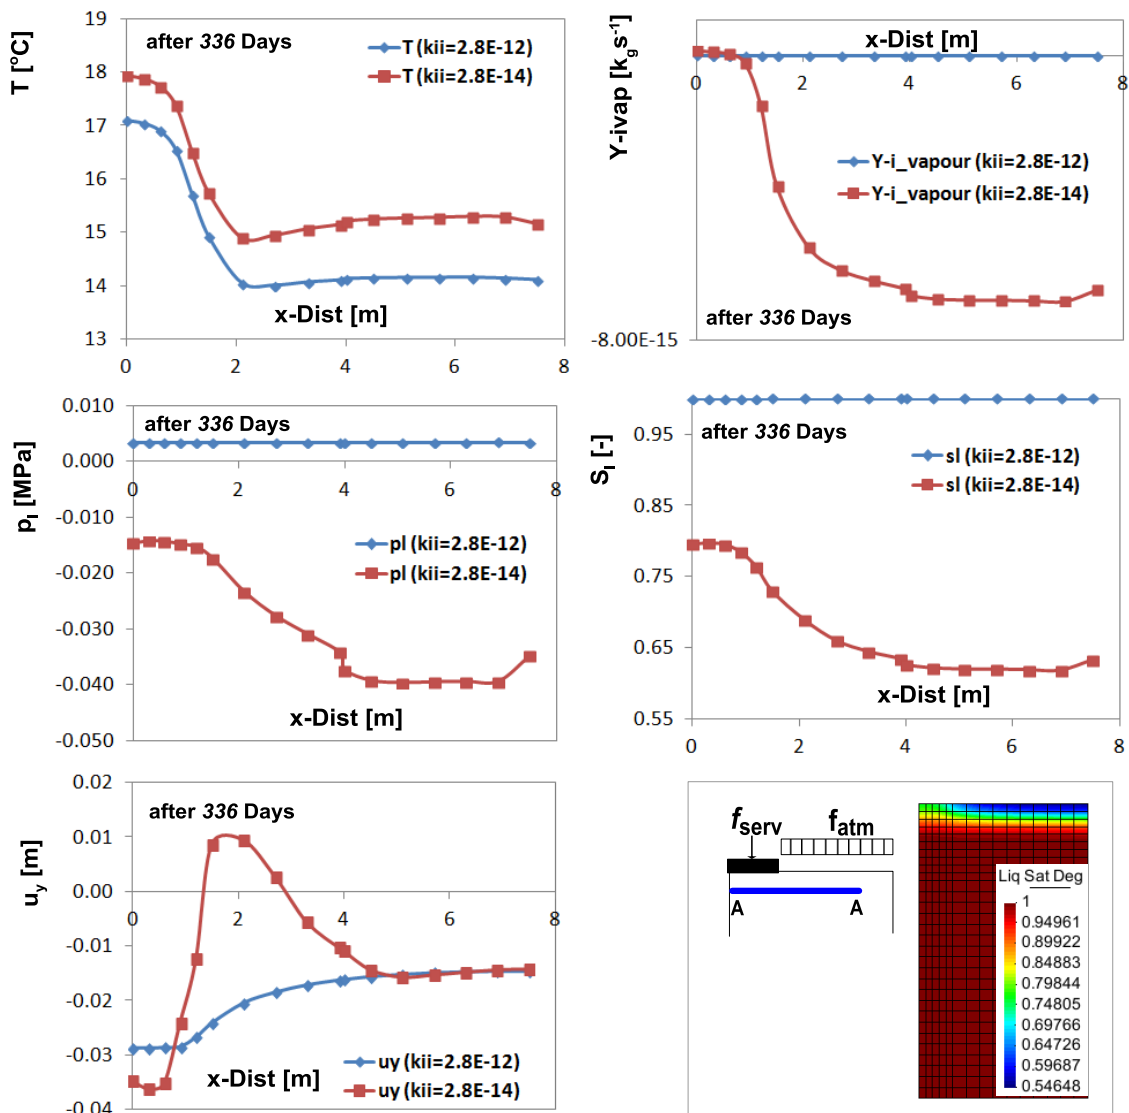 T [°C]
19
18
17
16
15
14
13
after 336 Days
T (kii=2.8E-12)
T (kii=2.8E-14)
x-Dist [m]
0
2
4
6
8
Y-ivap [kgs-1]
x-Dist [m]
0
2
4
6
8
Y-i_vapour (kii=2.8E-12)
Y-i_vapour (kii=2.8E-14)
after 336 Days
-8.00E-15
pl [MPa]
0.010
0.000
-0.010
-0.020
-0.030
-0.040
-0.050
after 336 Days
0
2
4
6
8
pl (kii=2.8E-12)
pl (kii=2.8E-14)
x-Dist [m]
Sl [-]
0.95
0.85
0.75
0.65
0.55
after 336 Days
sl (kii=2.8E-12)
sl (kii=2.8E-14)
x-Dist [m]
0
2
4
6
8
uy [m]
0.02
0.01
0.00
-0.01
-0.02
-0.03
-0.04
after 336 Days
0
2
4
6
8
x-Dist [m]
uy (kii=2.8E-12)
uy (kii=2.8E-14)
fserv
fatm
A
A
Liq Sat Deg
1
0.94961
0.89922
0.84883
0.79844
0.74805
0.69766
0.64726
0.59687
0.54648